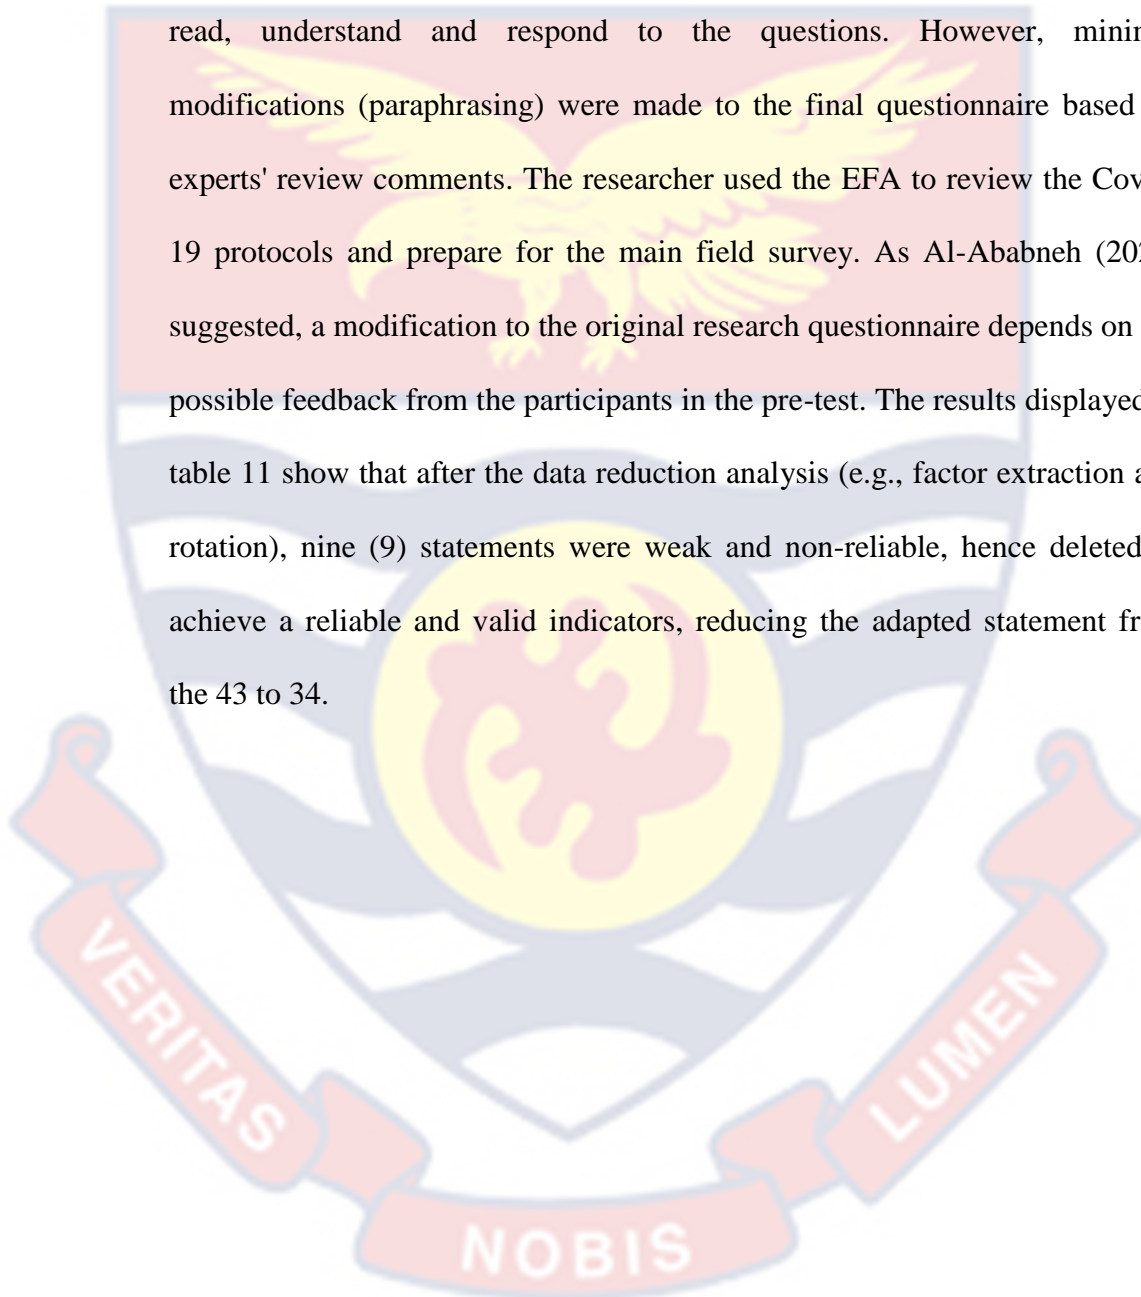 read, understand and respond to the questions. However, minim
modifications (paraphrasing) were made to the final questionnaire based
experts' review comments. The researcher used the EFA to review the Cov
19 protocols and prepare for the main field survey. As Al-Ababneh (202
suggested, a modification to the original research questionnaire depends on
possible feedback from the participants in the pre-test. The results displayed
table 11 show that after the data reduction analysis (e.g., factor extraction a
rotation), nine (9) statements were weak and non-reliable, hence deleted
achieve a reliable and valid indicators, reducing the adapted statement fr
the 43 to 34.
VERITAS
NOBIS
LUMEN